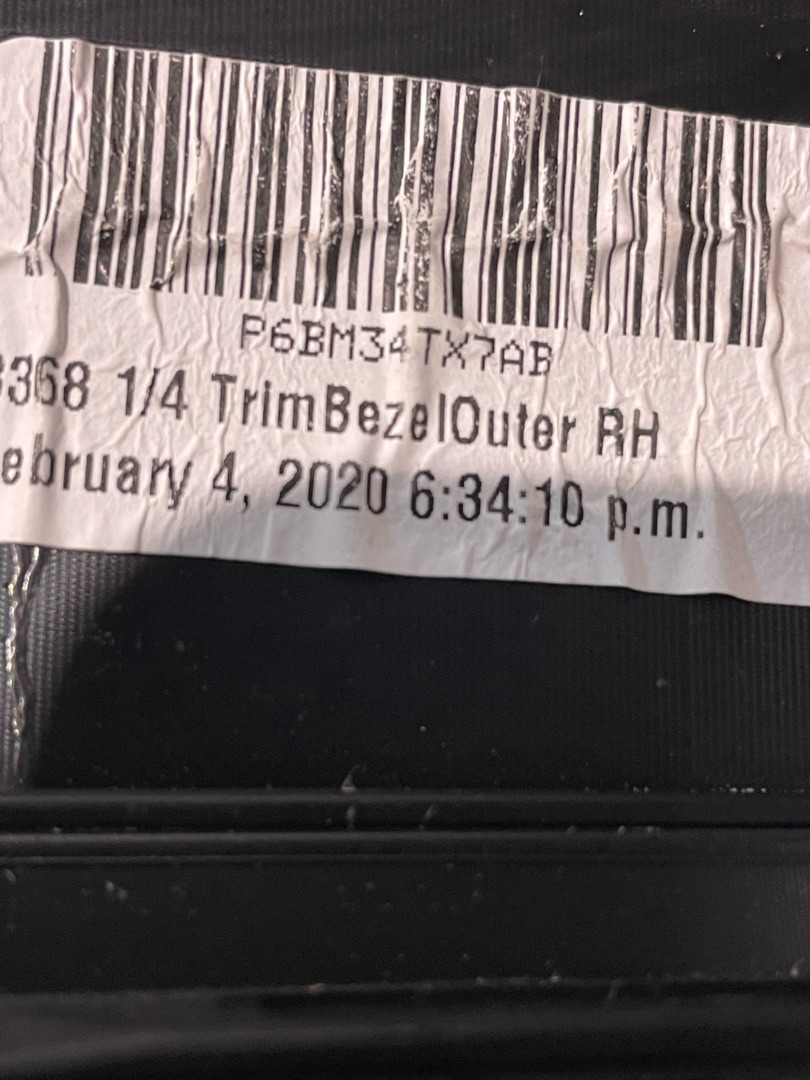 P6BM34TX7AB
3368 1/4 TrimBezelOuter RH
ebruary 4, 2020 6:34:10 p.m.